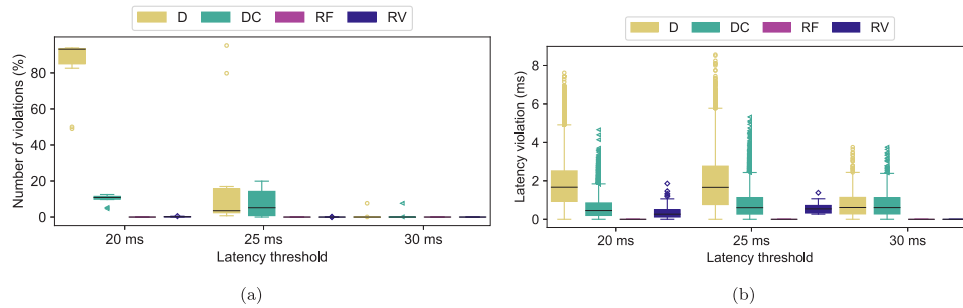 D DC RF RV
Number of violations (%)
80
60
40
20
0
20 ms 25 ms 30 ms
Latency threshold
(a)
D DC RF RV
Latency violation (ms)
8
6
4
2
0
20 ms 25 ms 30 ms
Latency threshold
(b)